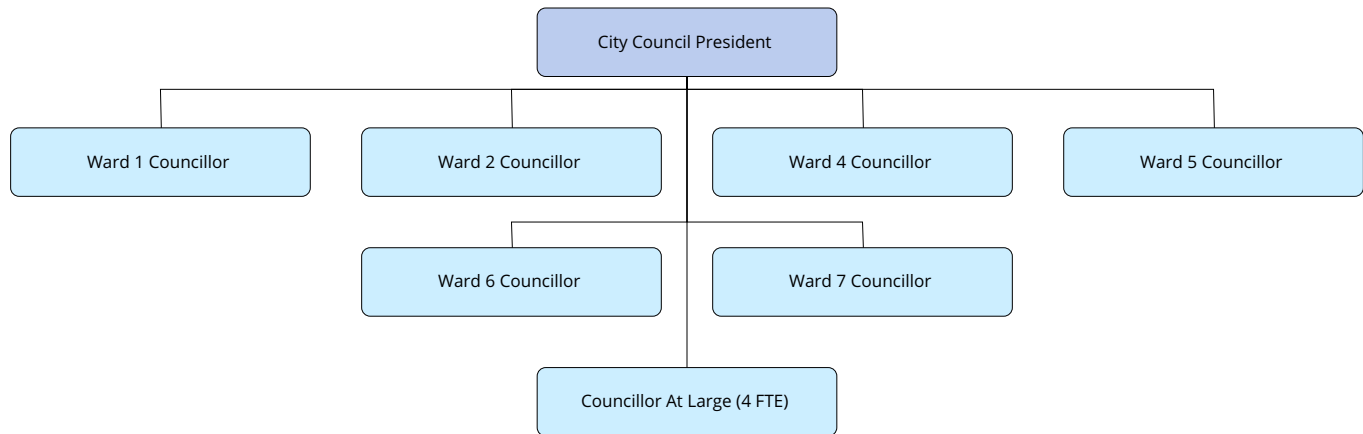 City Council President
Ward 1 Councillor
Ward 2 Councillor
Ward 4 Councillor
Ward 5 Councillor
Ward 6 Councillor
Ward 7 Councillor
Councillor At Large (4 FTE)